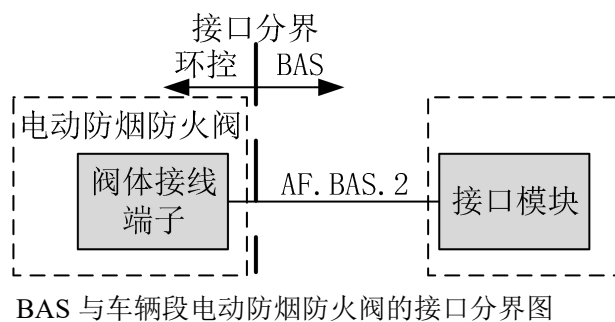 接口分界
环控 BAS
电动防烟防火阀
阀体接线
端子
AF.BAS.2
接口模块
BAS 与车辆段电动防烟防火阀的接口分界图